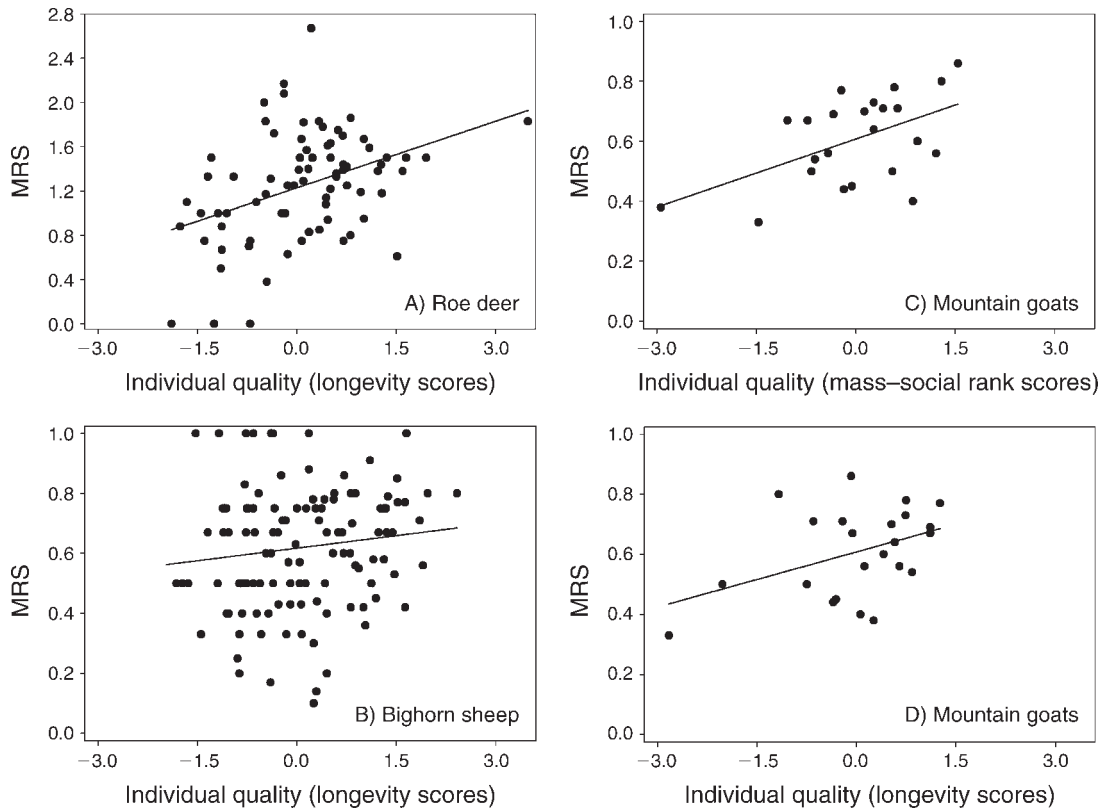 2.8
2.4
2.0
1.6
1.2
0.8
0.4
0.0
MRS
A) Roe deer
−3.0 −1.5 0.0 1.5 3.0
Individual quality (longevity scores)
1.0
0.8
0.6
0.4
0.2
0.0
MRS
C) Mountain goats
−3.0 −1.5 0.0 1.5 3.0
Individual quality (mass–social rank scores)
1.0
0.8
0.6
0.4
0.2
0.0
MRS
B) Bighorn sheep
−3.0 −1.5 0.0 1.5 3.0
Individual quality (longevity scores)
1.0
0.8
0.6
0.4
0.2
0.0
MRS
D) Mountain goats
−3.0 −1.5 0.0 1.5 3.0
Individual quality (longevity scores)